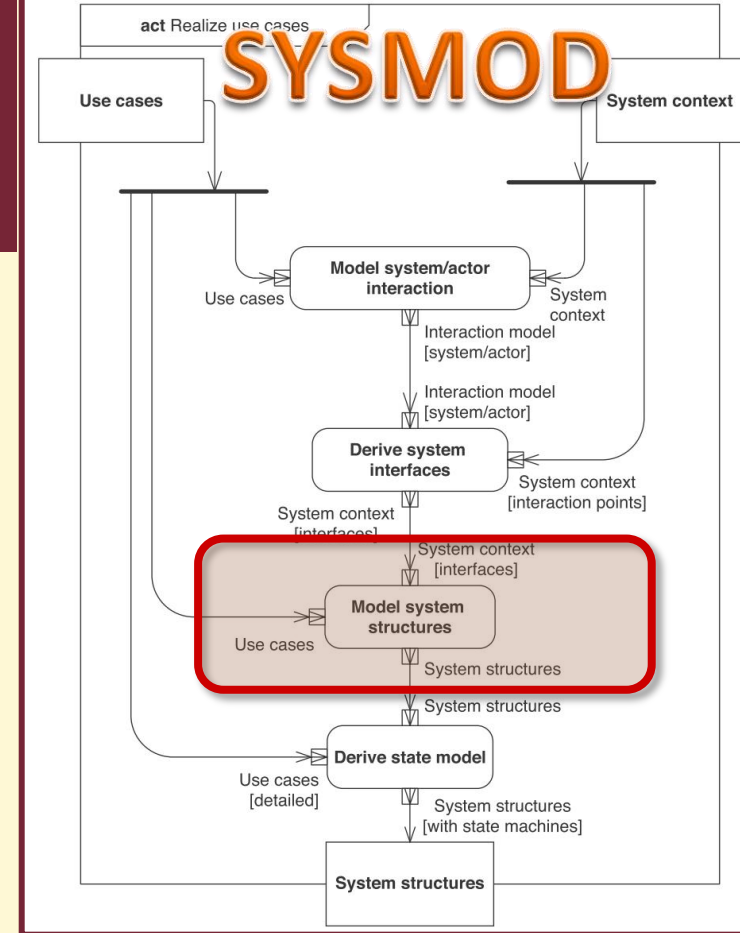 act Realize use cases
SYSMOD
Use cases
System context
Model system/actor
interaction
Use cases
System
context
Interaction model
[system/actor]
Interaction model
[system/actor]
Derive system
interfaces
System context
[interaction points]
System context
[interfaces]
System context
[interfaces]
Model system
structures
Use cases
System structures
System structures
Derive state model
Use cases
[detailed]
System structures
[with state machines]
System structures